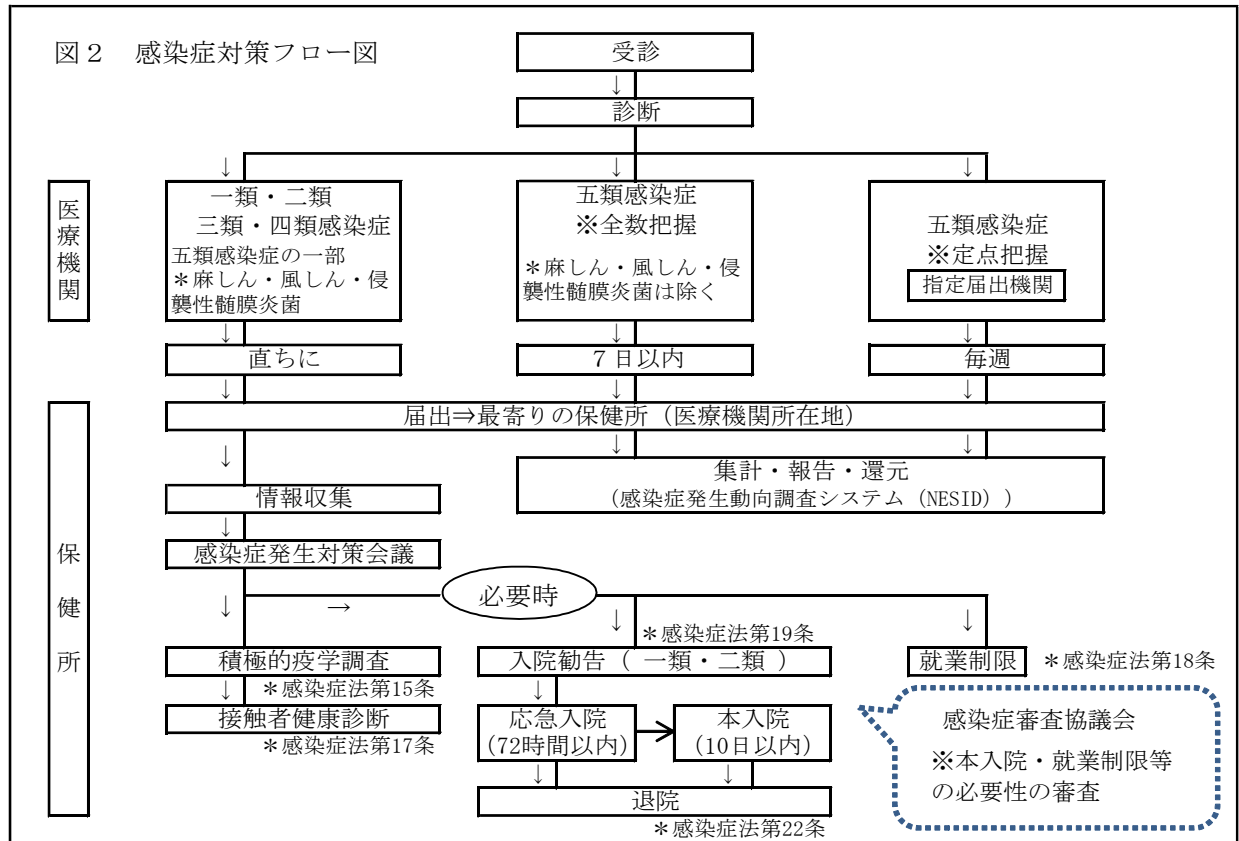 図２　感染症対策フロー図
受診
↓
診断
↓
↓
↓
医療機関
一類・二類
三類・四類感染症
五類感染症の一部
＊麻しん・風しん・侵
襲性髄膜炎菌
五類感染症
※全数把握
＊麻しん・風しん・侵
襲性髄膜炎菌は除く
五類感染症
※定点把握
指定届出機関
↓
↓
↓
直ちに
７日以内
毎週
↓
↓
↓
保健所
届出⇒最寄りの保健所（医療機関所在地）
↓
↓
↓
集計・報告・還元
（感染症発生動向調査システム（NESID））
情報収集
↓
感染症発生対策会議
必要時
↓
→
↓
↓
＊感染症法第19条
積極的疫学調査
入院勧告（ 一類・二類 ）
就業制限
＊感染症法第18条
↓
＊感染症法第15条
↓
接触者健康診断
＊感染症法第17条
応急入院
(72時間以内)
本入院
(10日以内)
感染症審査協議会
※本入院・就業制限等
の必要性の審査
↓
↓
退院
＊感染症法第22条